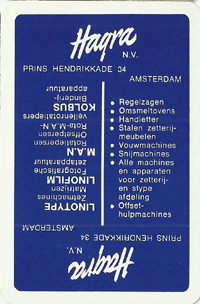 Hagra
N.V.
PRINS HENDRIKKADE 34
AMSTERDAM
• Regelzagen
• Omsmeltovens
• Handletter
• Stalen zetterij-
meubelen
• Vouwmachines
• Snijmachines
• Alle machines
en apparaten
voor zetterij-
en stype
afdeling
• Offset-
hulpmachines
Hagra
N.V.
PRINS HENDRIKKADE 34
AMSTERDAM
LINOTYPE
Zetmachines
Matrijzen
LINOFILM
Fotografische
zetapparatuur
M.A.N.
Rotatiepersen
Offsetpersen
Rota-M.A.N.
vellenrotatiepers
KOLBUS
Binderij-
apparatuur